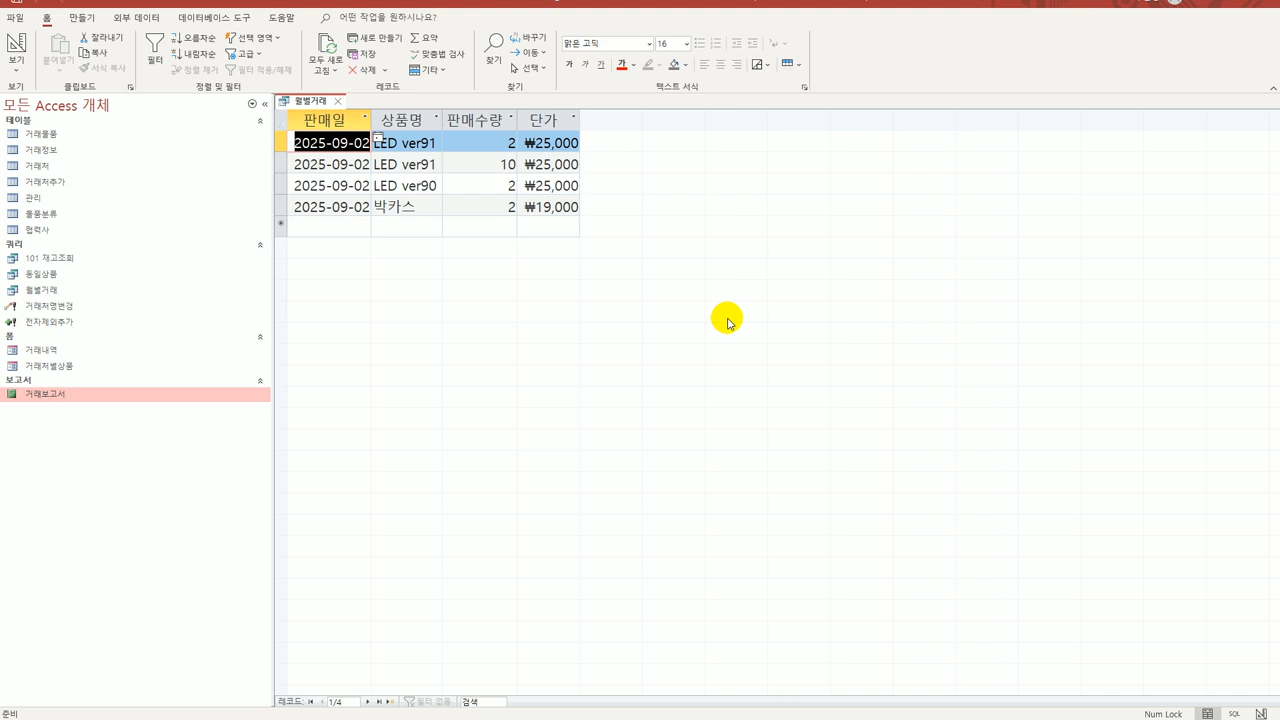 파일 홈 만들기 외부 데이터 데이터베이스 도구 도움말 어떤 작업을 원하시나요?
보기 붙여넣기 잘라내기 복사 서식 복사
필터 오름차순 내림차순 정렬 제거 선택 영역 고급 필터 적용/해제
모두 새로 고침 새로 만들기 저장 삭제 요약 맞춤법 검사 기타
찾기 바꾸기 이동 선택
맑은 고딕 16
가 가 가 가
보기 클립보드 정렬 및 필터 레코드 찾기 텍스트 서식
모든 Access 개체
테이블
거래물품
거래정보
거래처
거래처추가
관리
물품분류
협력사
쿼리
101 재고조회
동일상품
월별거래
거래처명변경
전자제외추가
폼
거래내역
거래처별상품
보고서
거래보고서
월별거래
판매일 상품명 판매수량 단가
2025-09-02 LED ver91 2 ₩25,000
2025-09-02 LED ver91 10 ₩25,000
2025-09-02 LED ver90 2 ₩25,000
2025-09-02 박카스 2 ₩19,000
레코드: 1/4 필터 없음 검색
준비 Num Lock SQL